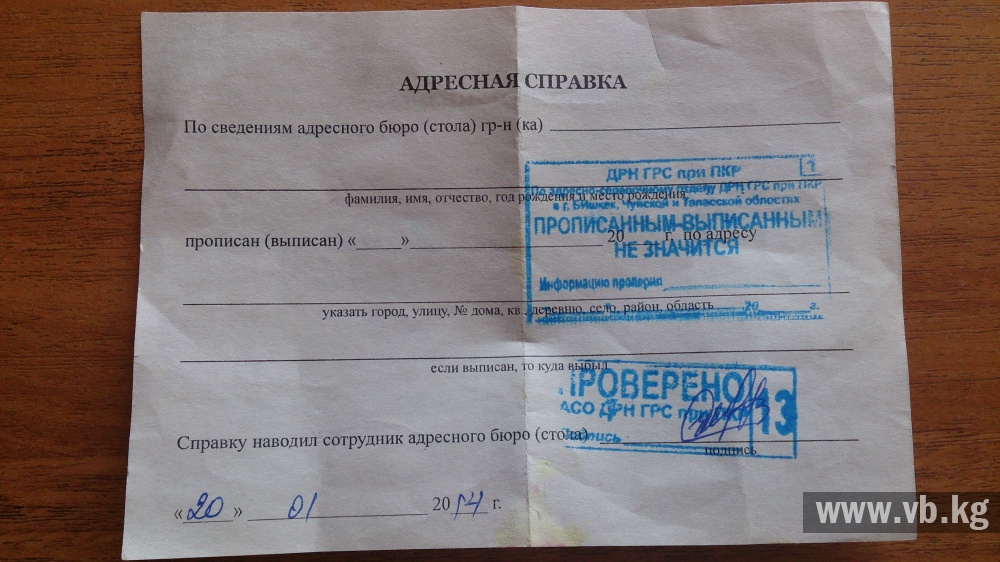 АДРЕСНАЯ СПРАВКА
По сведениям адресного бюро (стола) гр-н (ка)
ДРН ГРС при ПКР 1
По адресно-справочному отделу ДРН ГРС при ПКР
фамилия, имя, отчество, год рождения и место рождения
в г. Бишкек, Чуйской и Таласской областях
ПРОПИСАННЫМ-ВЫПИСАННЫМ
прописан (выписан) « » 20 г. по адресу
НЕ ЗНАЧИТСЯ
Информацию проверил
указать город, улицу, № дома, кв., деревню, село, район, область
20 г.
если выписан, то куда выбыл
ПРОВЕРЕНО
АСО ДРН ГРС при 13
Справку наводил сотрудник адресного бюро (стола)
подпись
«20» 01 2014 г.
www.vb.kg